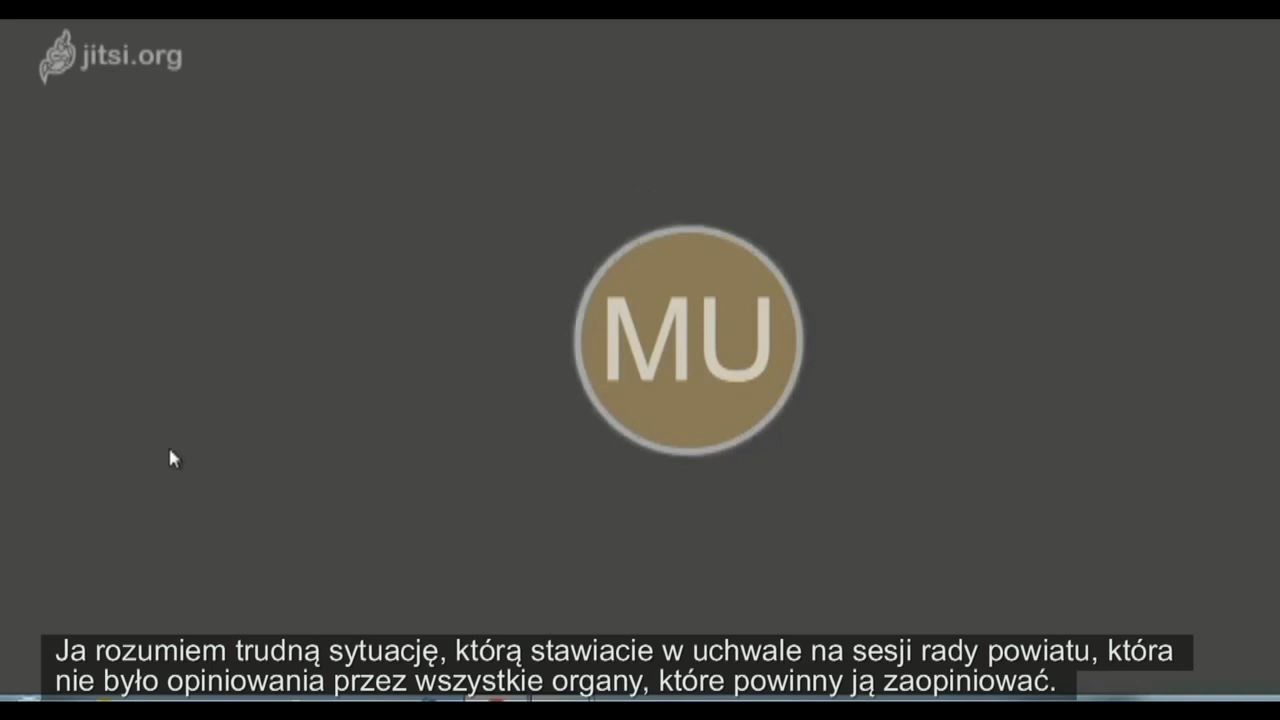 jitsi.org
MU
Ja rozumiem trudną sytuację, którą stawiacie w uchwale na sesji rady powiatu, która
nie było opiniowania przez wszystkie organy, które powinny ją zaopiniować.